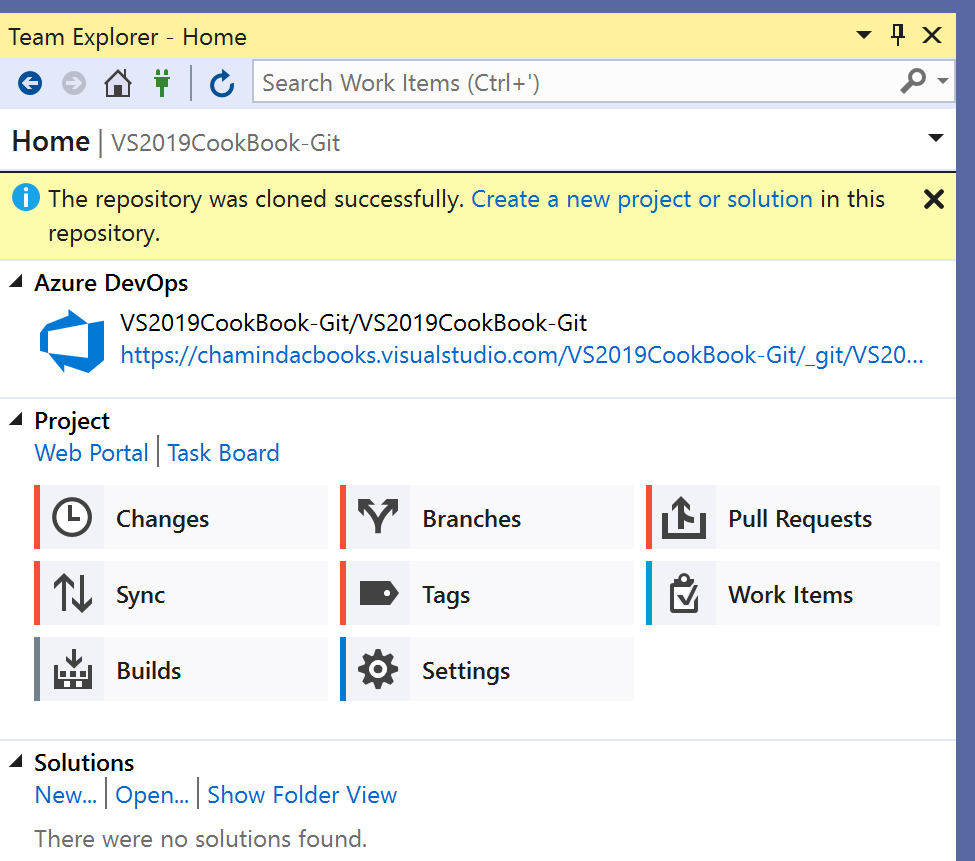 Team Explorer - Home
Search Work Items (Ctrl+')
Home | VS2019CookBook-Git
The repository was cloned successfully. Create a new project or solution in this
repository.
Azure DevOps
VS2019CookBook-Git/VS2019CookBook-Git
https://chamindacbooks.visualstudio.com/VS2019CookBook-Git/_git/VS20...
Project
Web Portal | Task Board
Changes Branches Pull Requests
Sync Tags Work Items
Builds Settings
Solutions
New... | Open... | Show Folder View
There were no solutions found.